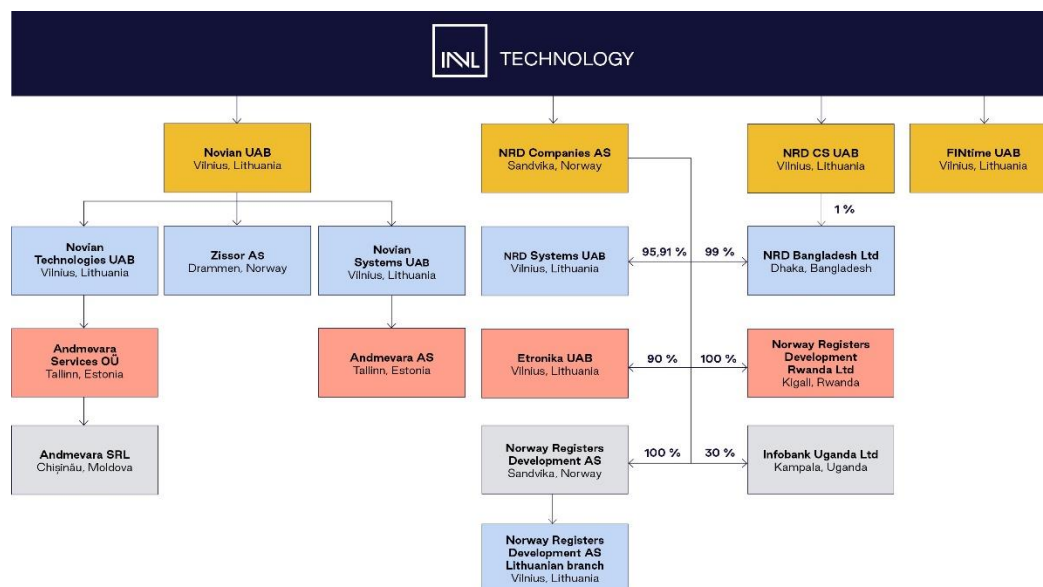 INVL TECHNOLOGY
Novian UAB
Vilnius, Lithuania
NRD Companies AS
Sandvika, Norway
NRD CS UAB
Vilnius, Lithuania
FINtime UAB
Vilnius, Lithuania
1 %
Novian
Technologies UAB
Vilnius, Lithuania
Zissor AS
Drammen, Norway
Novian
Systems UAB
Vilnius, Lithuania
NRD Systems UAB
Vilnius, Lithuania
95,91 %
99 %
NRD Bangladesh Ltd
Dhaka, Bangladesh
Andmevara
Services OÜ
Tallinn, Estonia
Andmevara AS
Tallinn, Estonia
Etronika UAB
Vilnius, Lithuania
90 %
100 %
Norway Registers
Development
Rwanda Ltd
Kigali, Rwanda
Andmevara SRL
Chișinău, Moldova
Norway Registers
Development AS
Sandvika, Norway
100 %
30 %
Infobank Uganda Ltd
Kampala, Uganda
Norway Registers
Development AS
Lithuanian branch
Vilnius, Lithuania